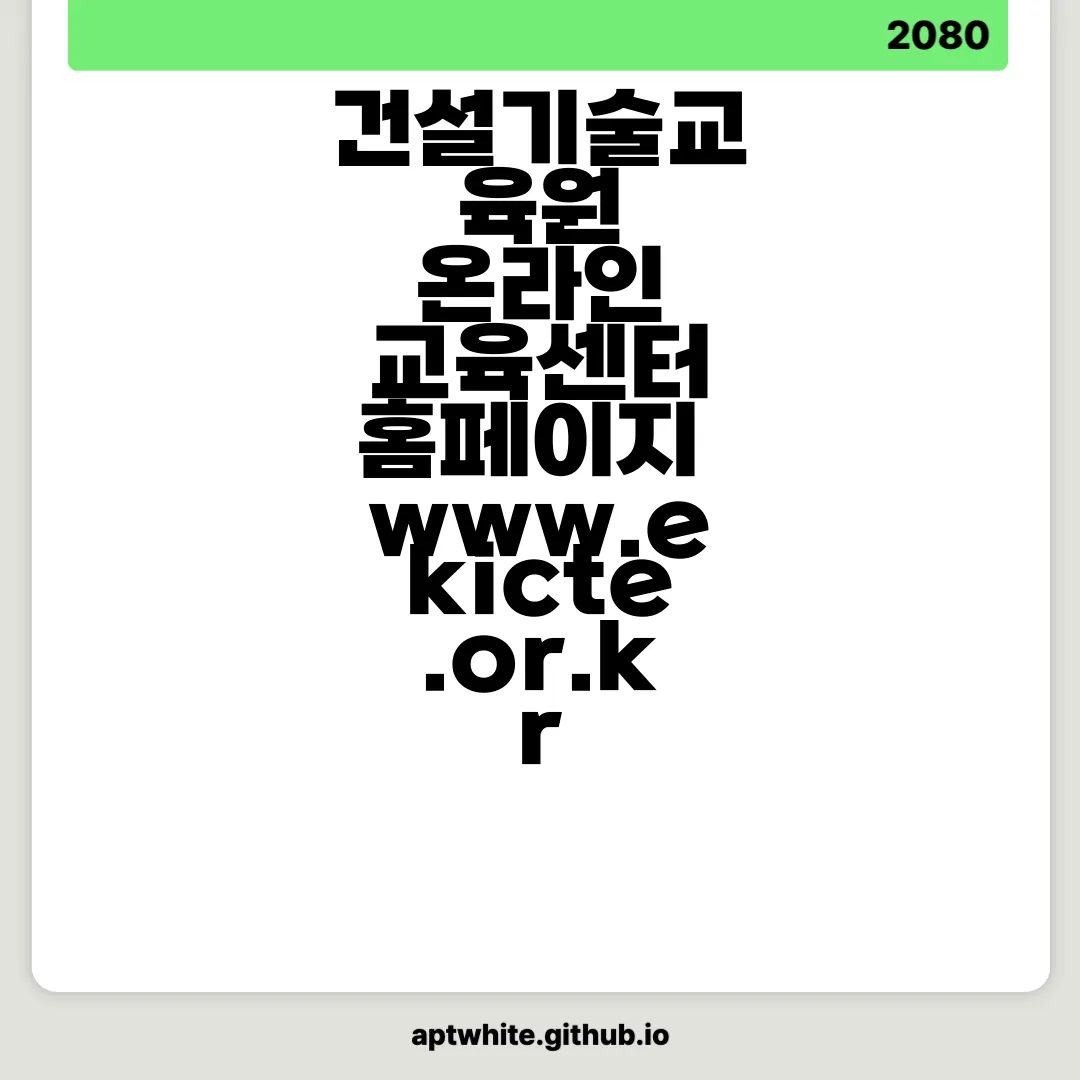 2080
건설기술교
육원
온라인
교육센터
홈페이지
www.e
kicte
.or.k
r
aptwhite.github.io